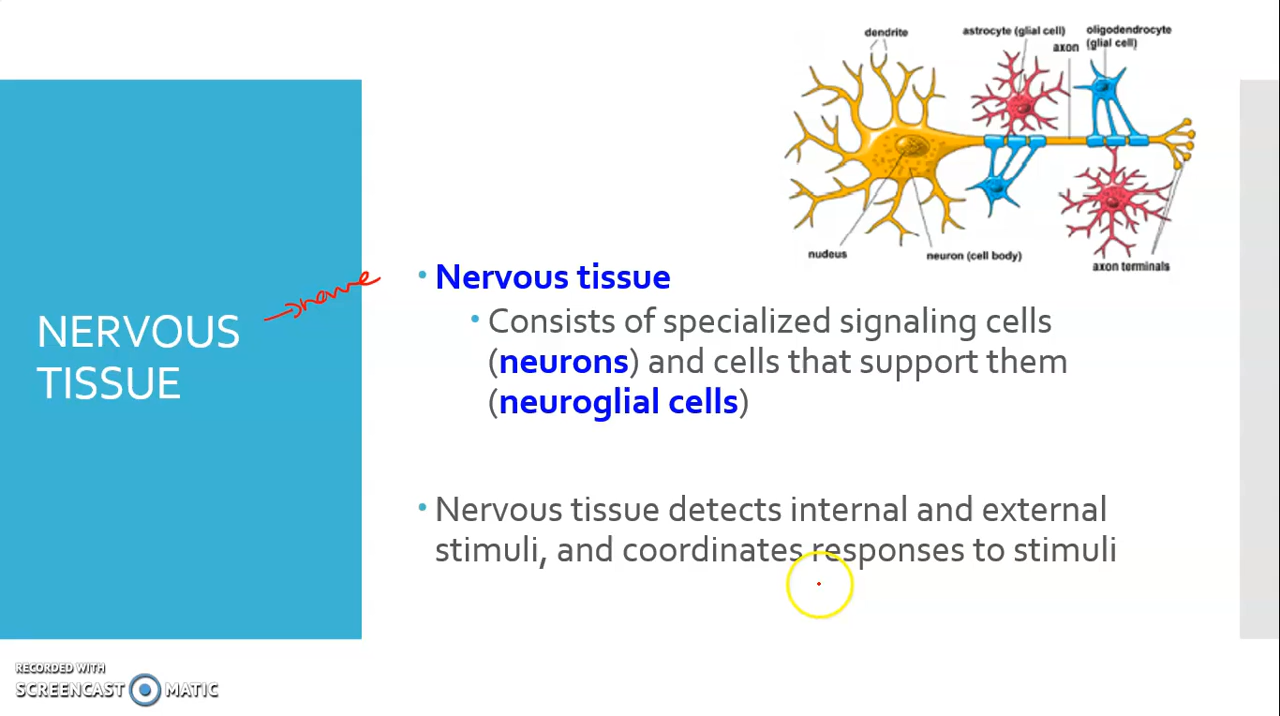 dendrite
astrocyte (glial cell)
oligodendrocyte
(glial cell)
axon
nudeus
neuron (cell body)
axon terminals
NERVOUS
TISSUE
• Nervous tissue
• Consists of specialized signaling cells
(neurons) and cells that support them
(neuroglial cells)
• Nervous tissue detects internal and external
stimuli, and coordinates responses to stimuli
RECORDED WITH
SCREENCAST MATIC